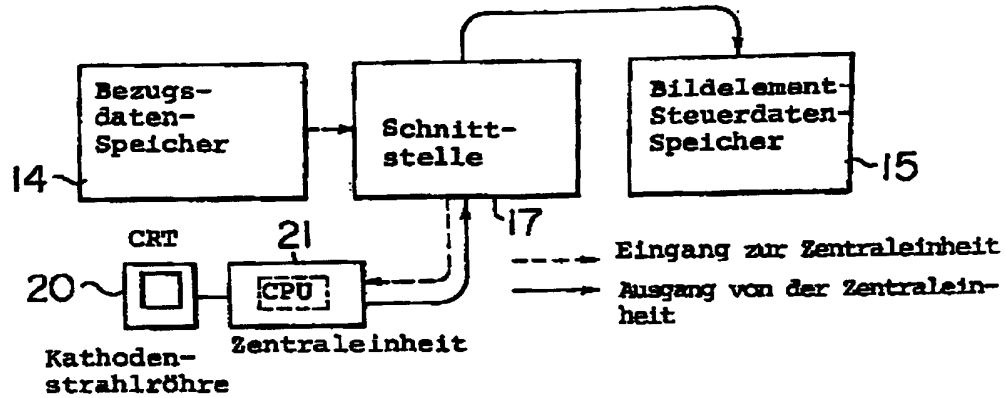 Bezugs-
daten-
Speicher
14
Schnitt-
stelle
17
Bildelement-
Steuerdaten-
Speicher
15
CRT
20
Kathoden-
strahlröhre
21
CPU
Zentraleinheit
Eingang zur Zentraleinheit
Ausgang von der Zentralein-
heit